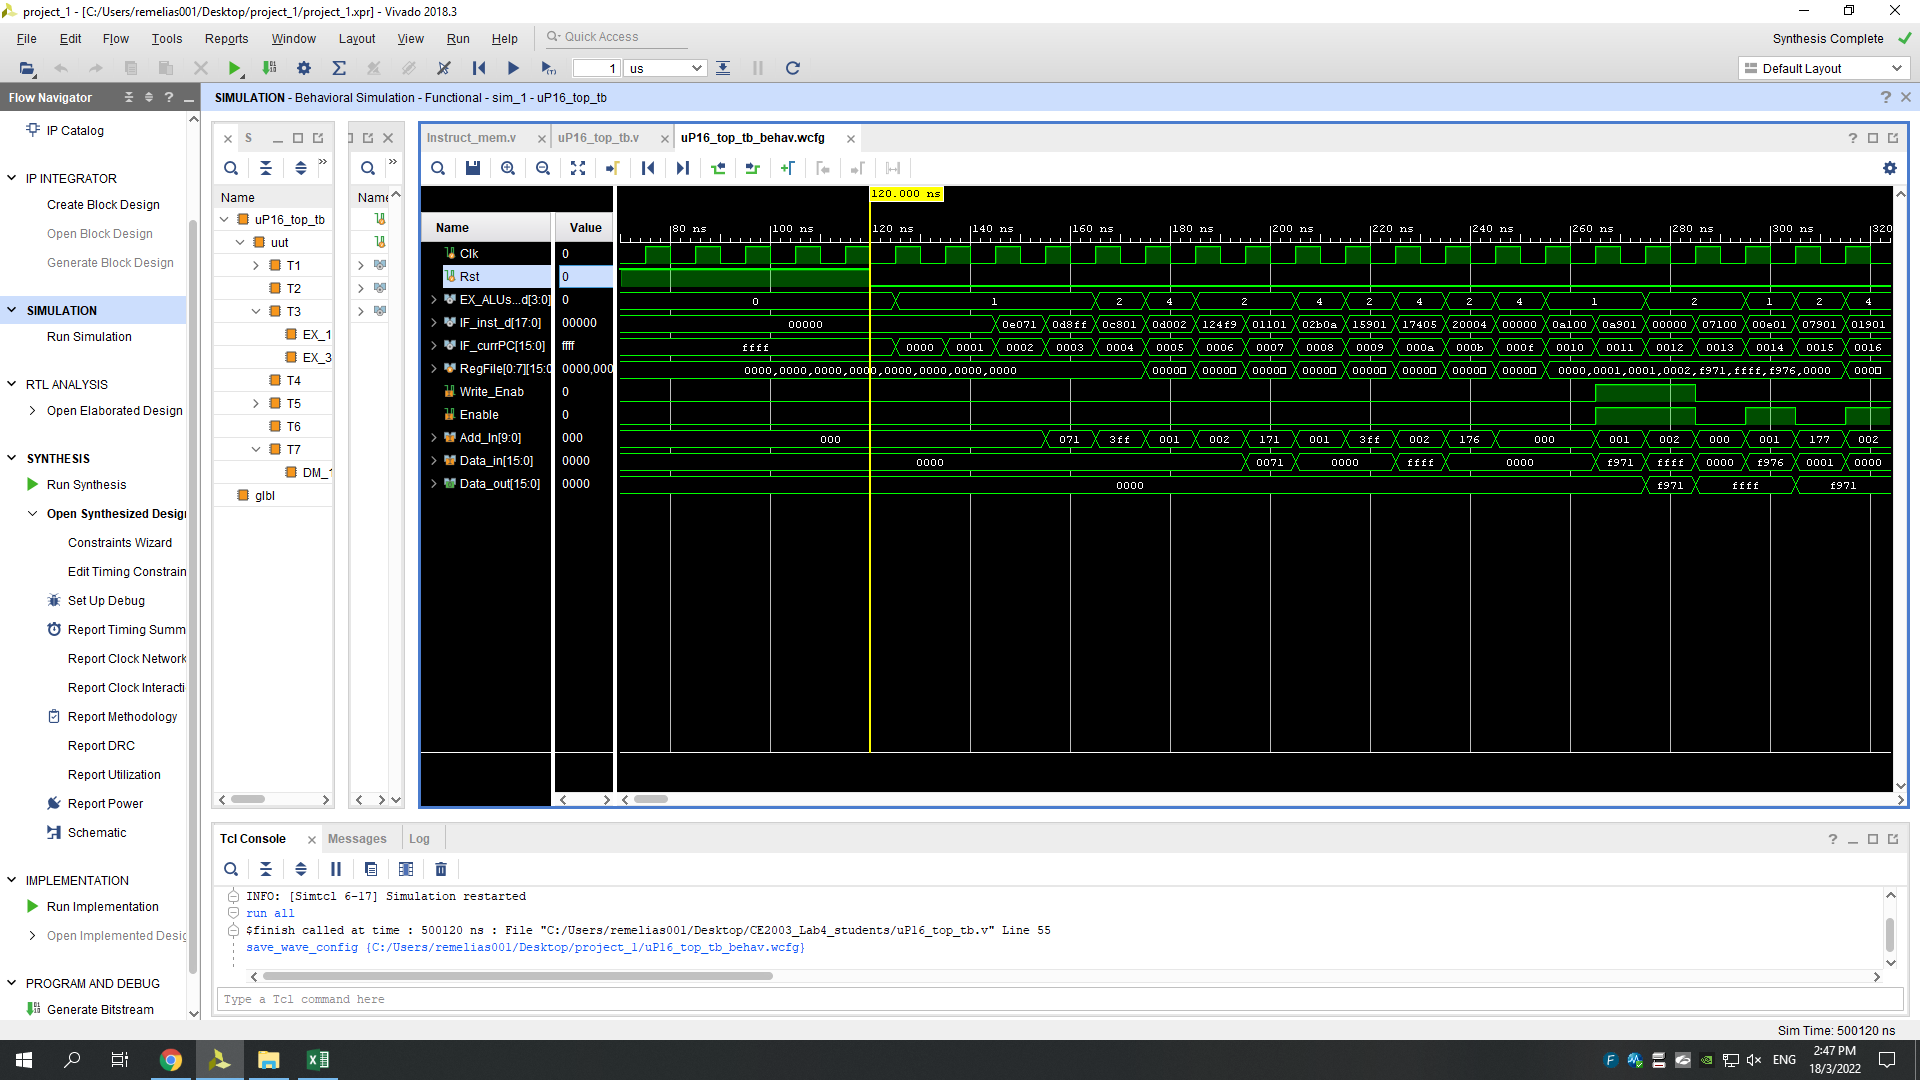 project_1 - [C:/Users/remelias001/Desktop/project_1/project_1.xpr] - Vivado 2018.3
File Edit Flow Tools Reports Window Layout View Run Help Quick Access
Synthesis Complete
1 us
Default Layout
Flow Navigator
SIMULATION - Behavioral Simulation - Functional - sim_1 - uP16_top_tb
IP Catalog
IP INTEGRATOR
Create Block Design
Open Block Design
Generate Block Design
SIMULATION
Run Simulation
RTL ANALYSIS
Open Elaborated Design
SYNTHESIS
Run Synthesis
Open Synthesized Design
Constraints Wizard
Edit Timing Constrain
Set Up Debug
Report Timing Summ
Report Clock Network
Report Clock Interacti
Report Methodology
Report DRC
Report Utilization
Report Power
Schematic
IMPLEMENTATION
Run Implementation
Open Implemented Desig
PROGRAM AND DEBUG
Generate Bitstream
S
Name
uP16_top_tb
uut
T1
T2
T3
EX_1
EX_3
T4
T5
T6
T7
DM_1
glbl
Name
Instruct_mem.v
uP16_top_tb.v
uP16_top_tb_behav.wcfg
120.000 ns
Name Value
80 ns 100 ns 120 ns 140 ns 160 ns 180 ns 200 ns 220 ns 240 ns 260 ns 280 ns 300 ns 320
Clk 0
Rst 0
EX_ALUs...d[3:0] 0 0 1 2 4 2 4 2 4 2 4 1 2 1 2 4
IF_inst_d[17:0] 00000 00000 0e071 0d8ff 0c801 0d002 124f9 01101 02b0a 15901 17405 20004 00000 0a100 0a901 00000 07100 00e01 07901 01901
IF_currPC[15:0] ffff ffff 0000 0001 0002 0003 0004 0005 0006 0007 0008 0009 000a 000b 000f 0010 0011 0012 0013 0014 0015 0016
RegFile[0:7][15:0 0000,000 0000,0000,0000,0000,0000,0000,0000,0000 0000 0000 0000 0000 0000 0000 0000 0000 0000,0001,0001,0002,f971,ffff,f976,0000 0000
Write_Enab 0
Enable 0
Add_In[9:0] 000 000 071 3ff 001 002 171 001 3ff 002 176 000 001 002 000 001 177 002
Data_in[15:0] 0000 0000 0071 0000 ffff 0000 f971 ffff 0000 f976 0001 0000
Data_out[15:0] 0000 0000 f971 ffff f971
Tcl Console Messages Log
INFO: [Simtcl 6-17] Simulation restarted
run all
$finish called at time : 500120 ns : File "C:/Users/remelias001/Desktop/CE2003_Lab4_students/uP16_top_tb.v" Line 55
save_wave_config {C:/Users/remelias001/Desktop/project_1/uP16_top_tb_behav.wcfg}
Type a Tcl command here
Sim Time: 500120 ns
ENG
2:47 PM
18/3/2022